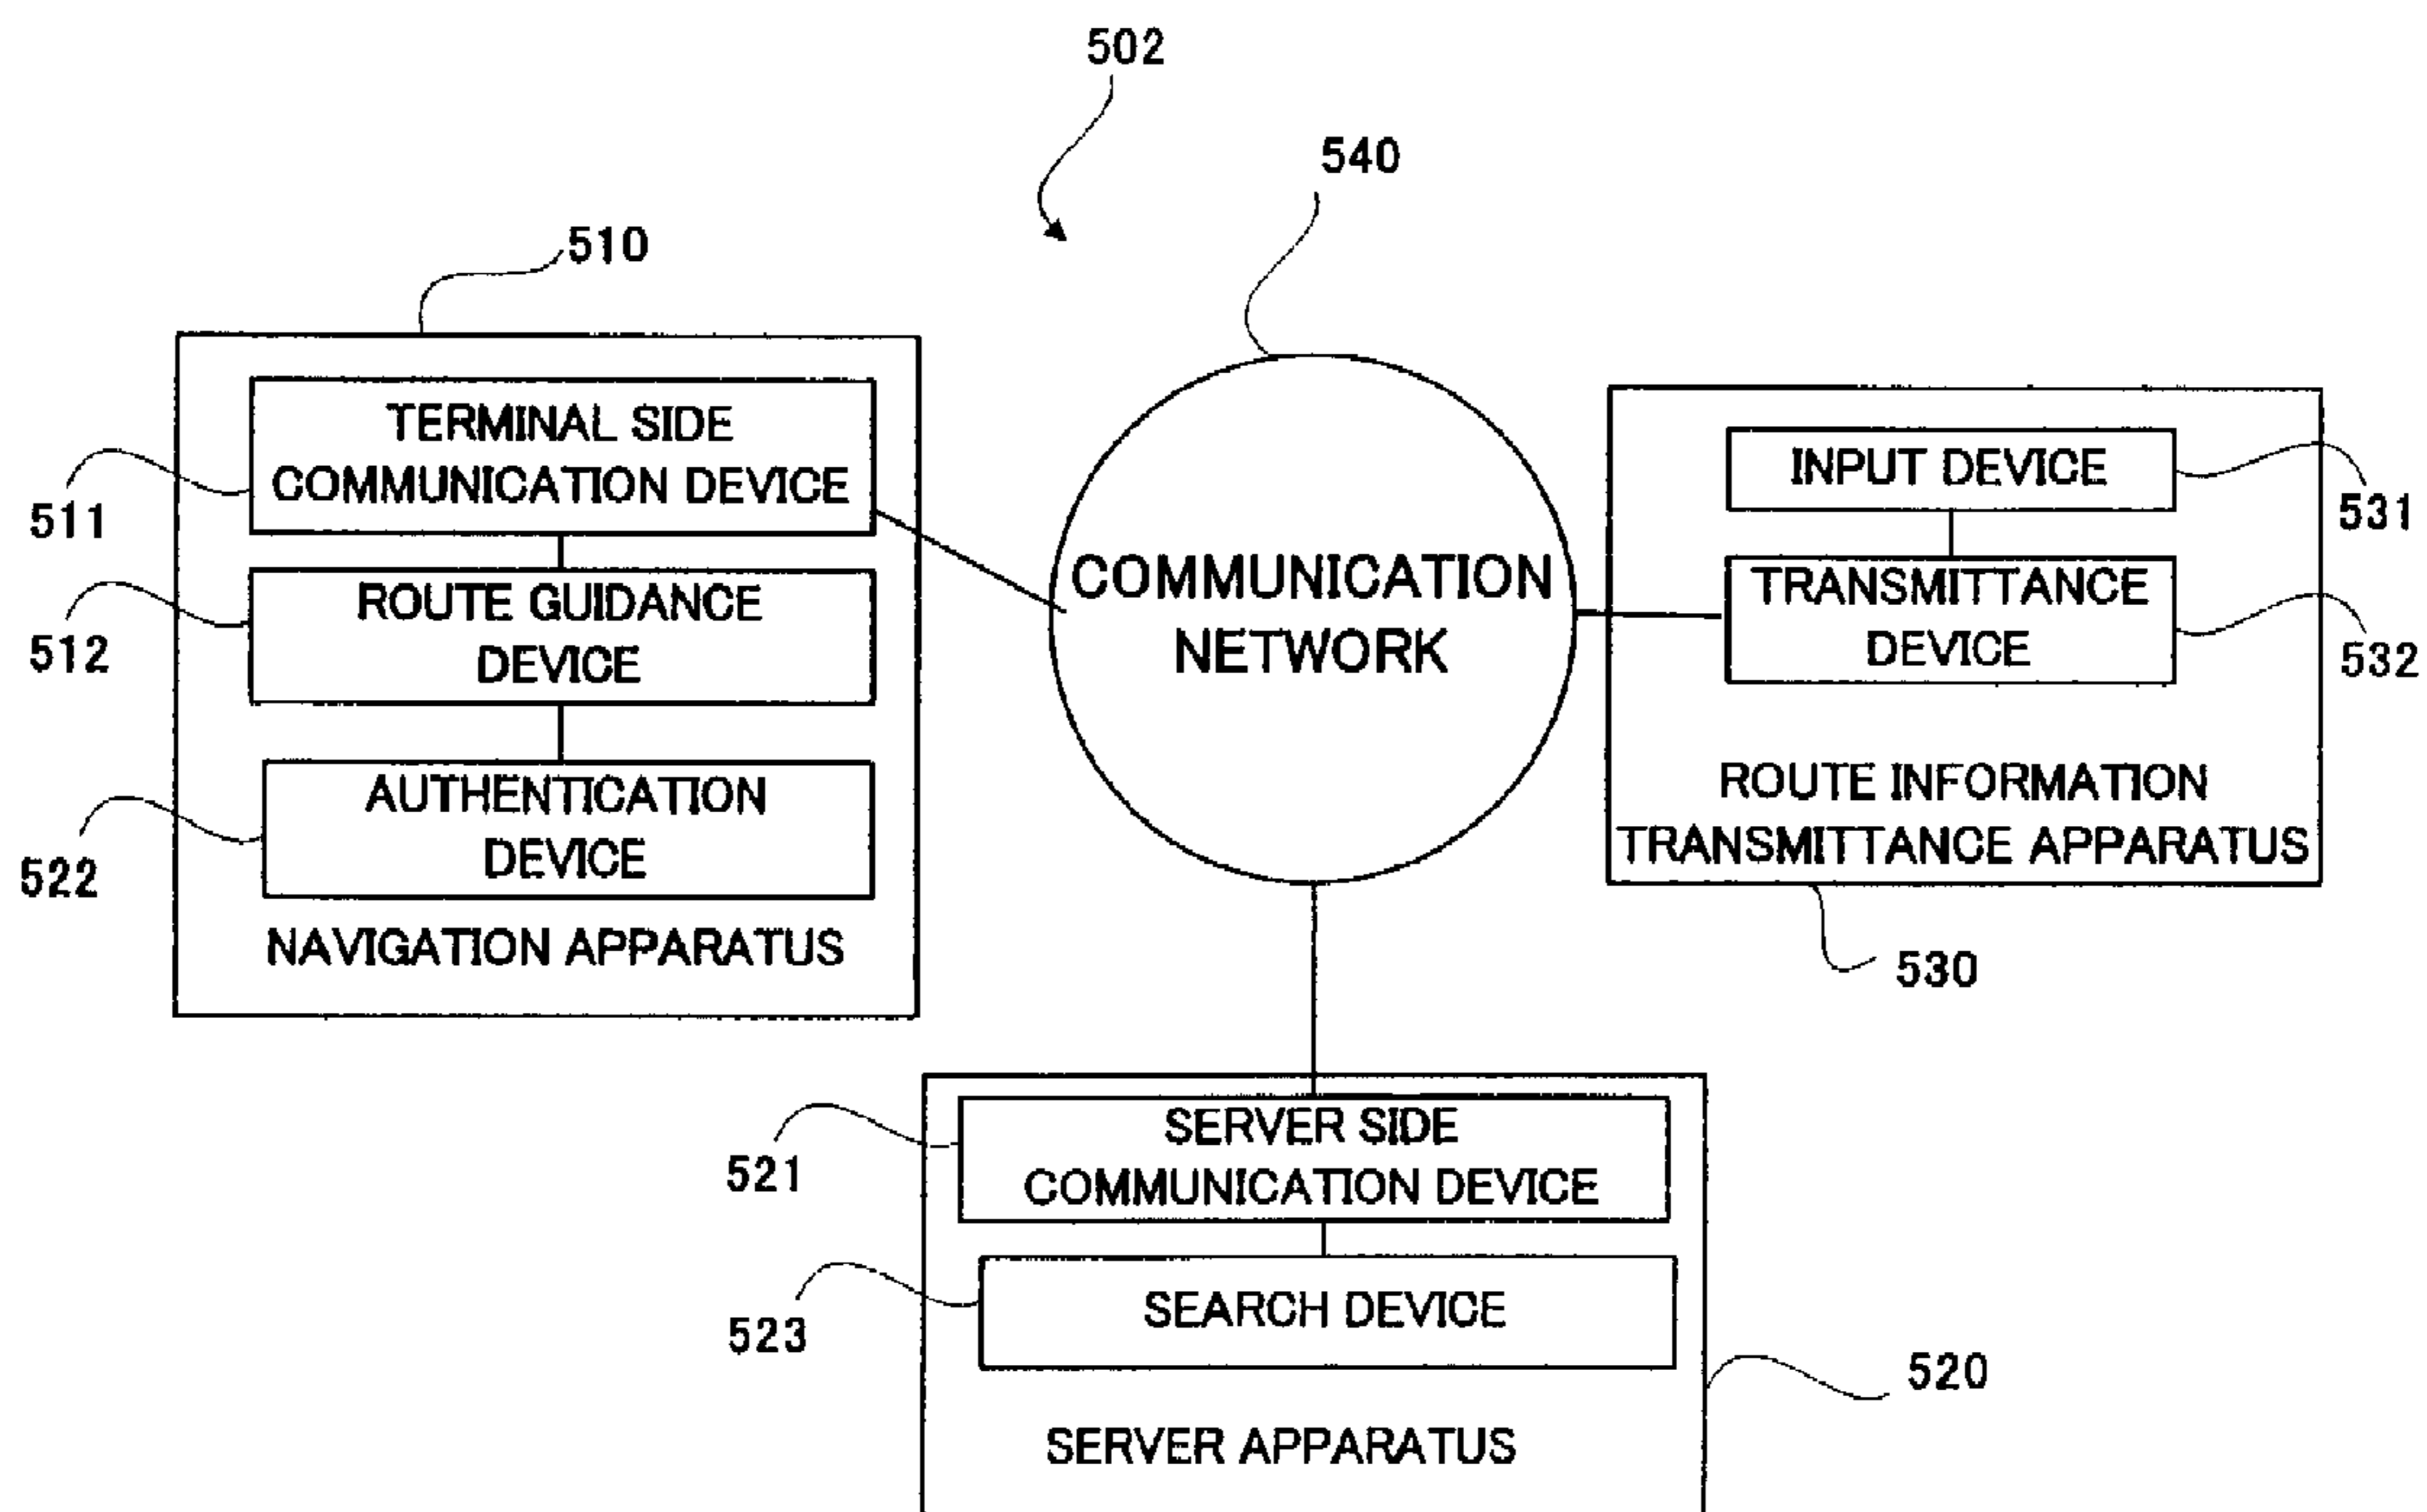 502
540
510
TERMINAL SIDE
COMMUNICATION DEVICE
511
ROUTE GUIDANCE
DEVICE
512
AUTHENTICATION
DEVICE
522
NAVIGATION APPARATUS
COMMUNICATION
NETWORK
INPUT DEVICE
531
TRANSMITTANCE
DEVICE
532
ROUTE INFORMATION
TRANSMITTANCE APPARATUS
530
SERVER SIDE
COMMUNICATION DEVICE
521
SEARCH DEVICE
523
520
SERVER APPARATUS